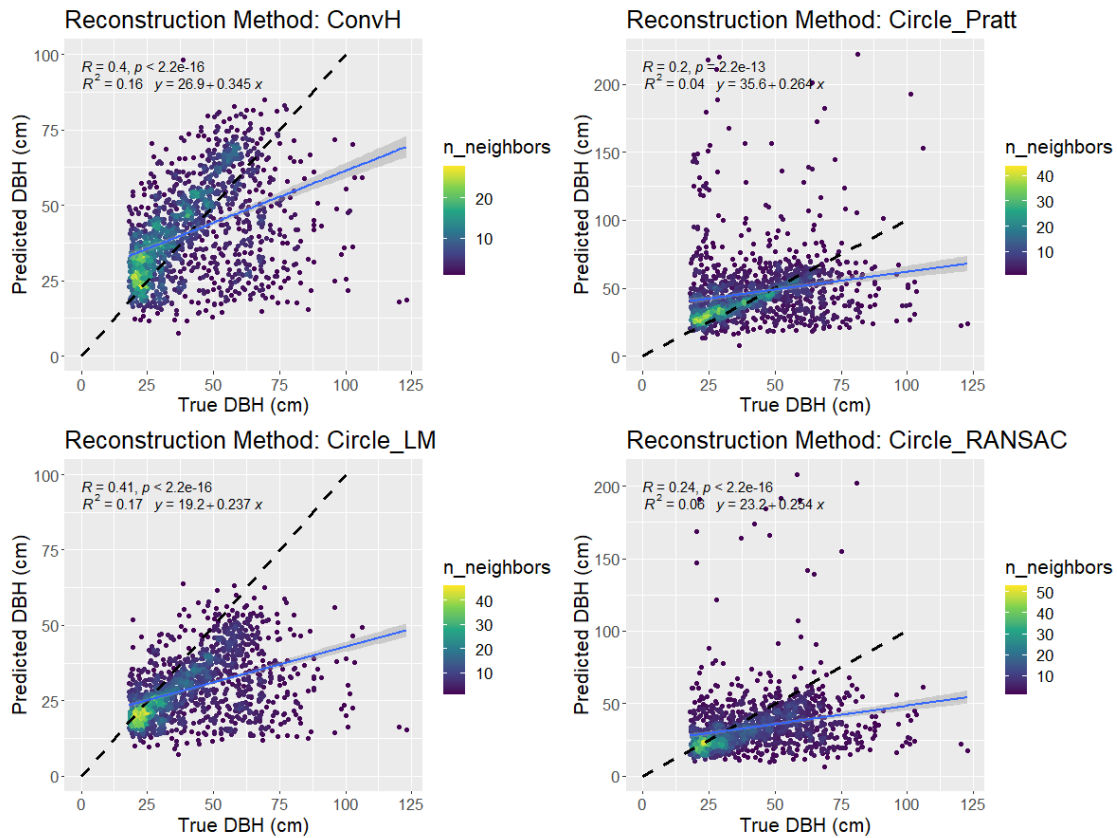 Reconstruction Method: ConvH
R = 0.4, p < 2.2e-16
R² = 0.16 y = 26.9 + 0.345 x
100
75
50
25
0
Predicted DBH (cm)
0 25 50 75 100 125
True DBH (cm)
n_neighbors
20
10
Reconstruction Method: Circle_Pratt
R = 0.2, p = 2.2e-13
R² = 0.04 y = 35.6 + 0.264 x
200
150
100
50
0
Predicted DBH (cm)
0 25 50 75 100 125
True DBH (cm)
n_neighbors
40
30
20
10
Reconstruction Method: Circle_LM
R = 0.41, p < 2.2e-16
R² = 0.17 y = 19.2 + 0.237 x
100
75
50
25
0
Predicted DBH (cm)
0 25 50 75 100 125
True DBH (cm)
n_neighbors
40
30
20
10
Reconstruction Method: Circle_RANSAC
R = 0.24, p < 2.2e-16
R² = 0.06 y = 23.2 + 0.254 x
200
150
100
50
0
Predicted DBH (cm)
0 25 50 75 100 125
True DBH (cm)
n_neighbors
50
40
30
20
10